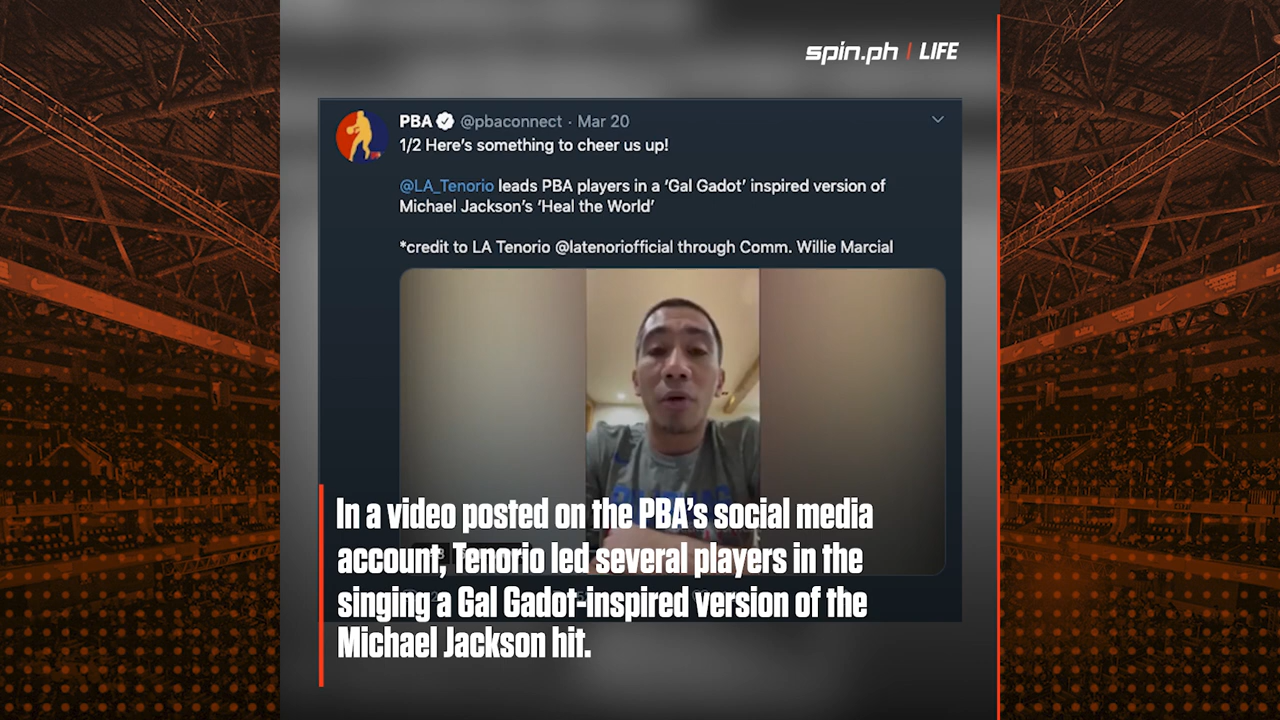 spin.ph | LIFE
PBA @pbaconnect · Mar 20
1/2 Here's something to cheer us up!
@LA_Tenorio leads PBA players in a 'Gal Gadot' inspired version of
Michael Jackson's 'Heal the World'
*credit to LA Tenorio @latenoriofficial through Comm. Willie Marcial
In a video posted on the PBA's social media
account, Tenorio led several players in the
singing a Gal Gadot-inspired version of the
Michael Jackson hit.